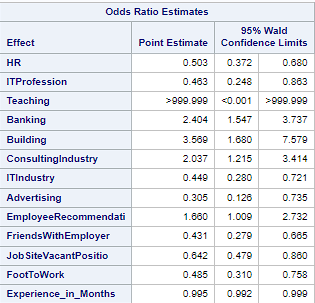 Odds Ratio Estimates
Effect Point Estimate 95% Wald
Confidence Limits
HR 0.503 0.372 0.680
ITProfession 0.463 0.248 0.863
Teaching >999.999 <0.001 >999.999
Banking 2.404 1.547 3.737
Building 3.569 1.680 7.579
ConsultingIndustry 2.037 1.215 3.414
ITIndustry 0.449 0.280 0.721
Advertising 0.305 0.126 0.735
EmployeeRecommendati 1.660 1.009 2.732
FriendsWithEmployer 0.431 0.279 0.665
JobSiteVacantPositio 0.642 0.479 0.860
FootToWork 0.485 0.310 0.758
Experience_in_Months 0.995 0.992 0.999